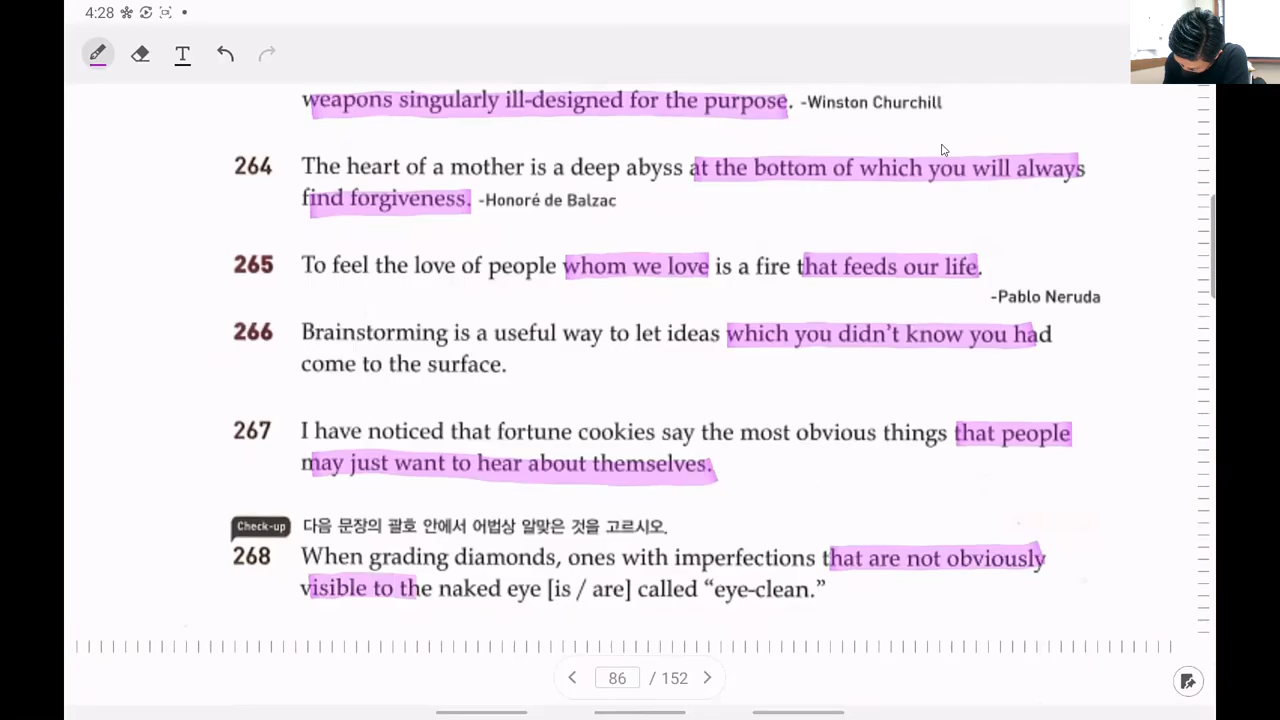 4:28
T
weapons singularly ill-designed for the purpose. -Winston Churchill
264 The heart of a mother is a deep abyss at the bottom of which you will always
find forgiveness. -Honoré de Balzac
265 To feel the love of people whom we love is a fire that feeds our life.
-Pablo Neruda
266 Brainstorming is a useful way to let ideas which you didn't know you had
come to the surface.
267 I have noticed that fortune cookies say the most obvious things that people
may just want to hear about themselves.
Check-up 다음 문장의 괄호 안에서 어법상 알맞은 것을 고르시오.
268 When grading diamonds, ones with imperfections that are not obviously
visible to the naked eye [is / are] called “eye-clean.”
86 / 152